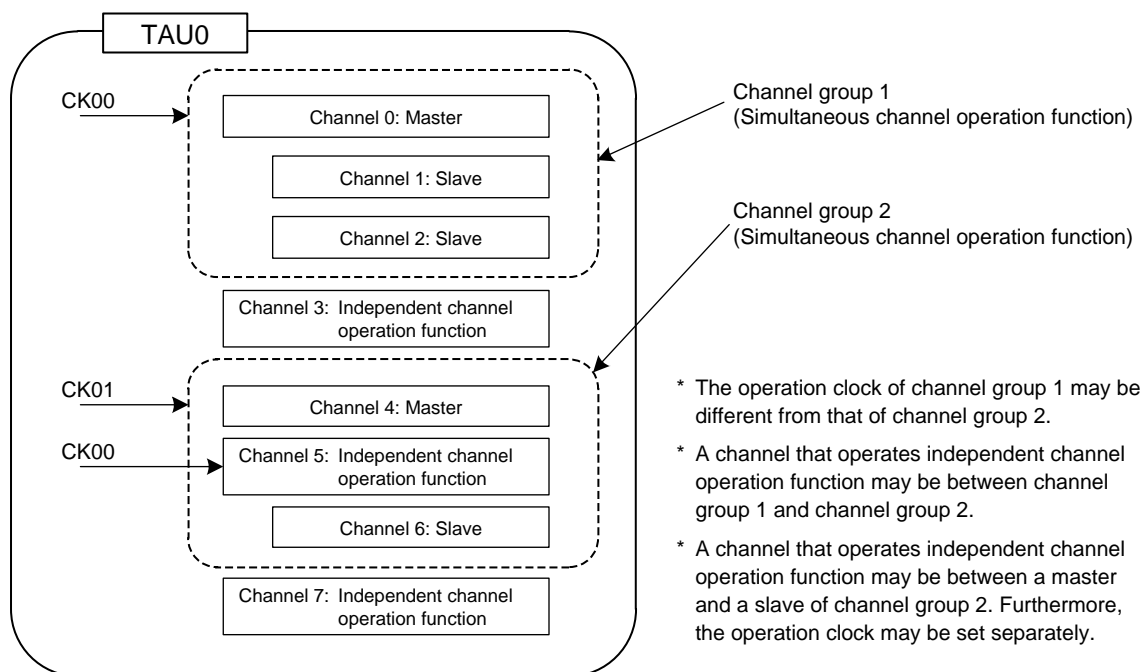 TAU0
CK00
Channel 0: Master
Channel 1: Slave
Channel 2: Slave
Channel group 1
(Simultaneous channel operation function)
Channel group 2
(Simultaneous channel operation function)
Channel 3: Independent channel
operation function
CK01
Channel 4: Master
CK00
Channel 5: Independent channel
operation function
Channel 6: Slave
Channel 7: Independent channel
operation function
* The operation clock of channel group 1 may be
different from that of channel group 2.
* A channel that operates independent channel
operation function may be between channel
group 1 and channel group 2.
* A channel that operates independent channel
operation function may be between a master
and a slave of channel group 2. Furthermore,
the operation clock may be set separately.